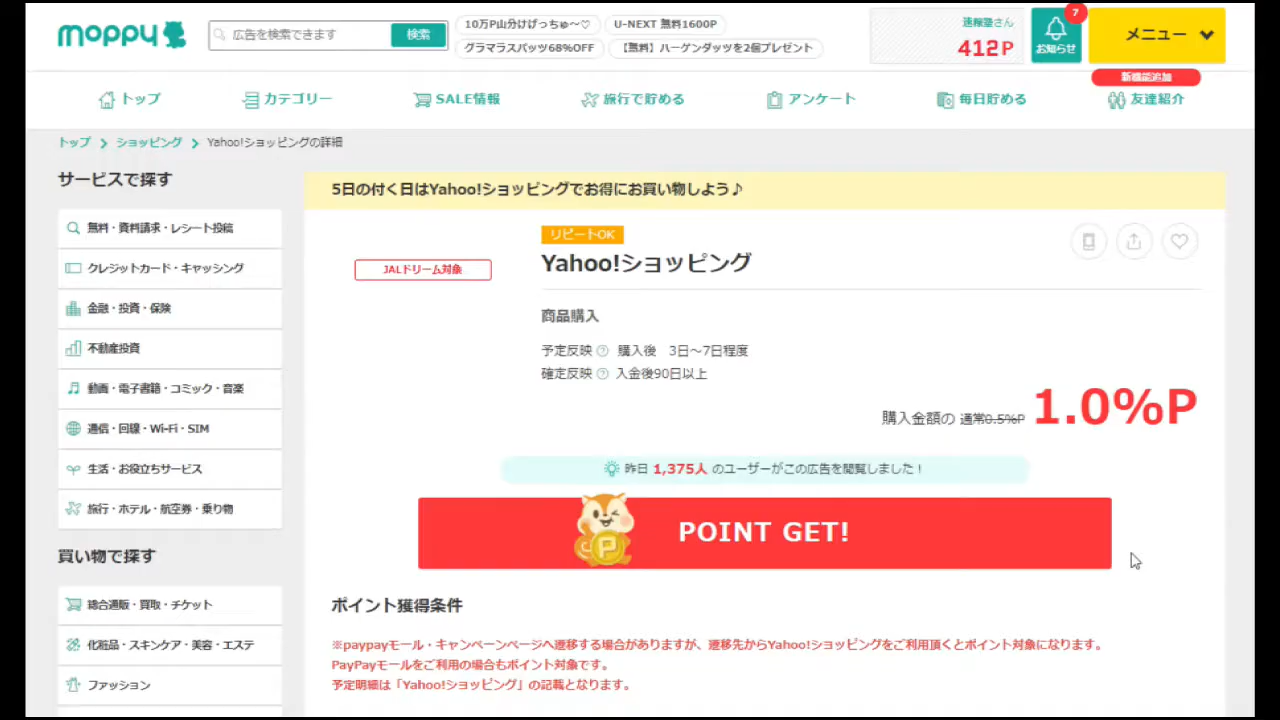 moppy
広告を検索できます
検索
10万P山分けげっちゅ～♡
U-NEXT 無料1600P
グラマラスパッツ68%OFF
【無料】ハーゲンダッツを2個プレゼント
速解塾さん
412P
7
お知らせ
メニュー
トップ
カテゴリー
SALE情報
旅行で貯める
アンケート
毎日貯める
新機能追加
友達紹介
トップ
ショッピング
Yahoo!ショッピングの詳細
サービスで探す
無料・資料請求・レシート投稿
クレジットカード・キャッシング
金融・投資・保険
不動産投資
動画・電子書籍・コミック・音楽
通信・回線・Wi-Fi・SIM
生活・お役立ちサービス
旅行・ホテル・航空券・乗り物
買い物で探す
総合通販・買取・チケット
化粧品・スキンケア・美容・エステ
ファッション
5日の付く日はYahoo!ショッピングでお得にお買い物しよう♪
リピートOK
JALドリーム対象
Yahoo!ショッピング
商品購入
予定反映 ? 購入後 3日～7日程度
確定反映 ? 入金後90日以上
購入金額の 通常0.5%P 1.0%P
昨日 1,375人 のユーザーがこの広告を閲覧しました！
P
POINT GET!
ポイント獲得条件
※paypayモール・キャンペーンページへ遷移する場合がありますが、遷移先からYahoo!ショッピングをご利用頂くとポイント対象になります。
PayPayモールをご利用の場合もポイント対象です。
予定明細は「Yahoo!ショッピング」の記載となります。